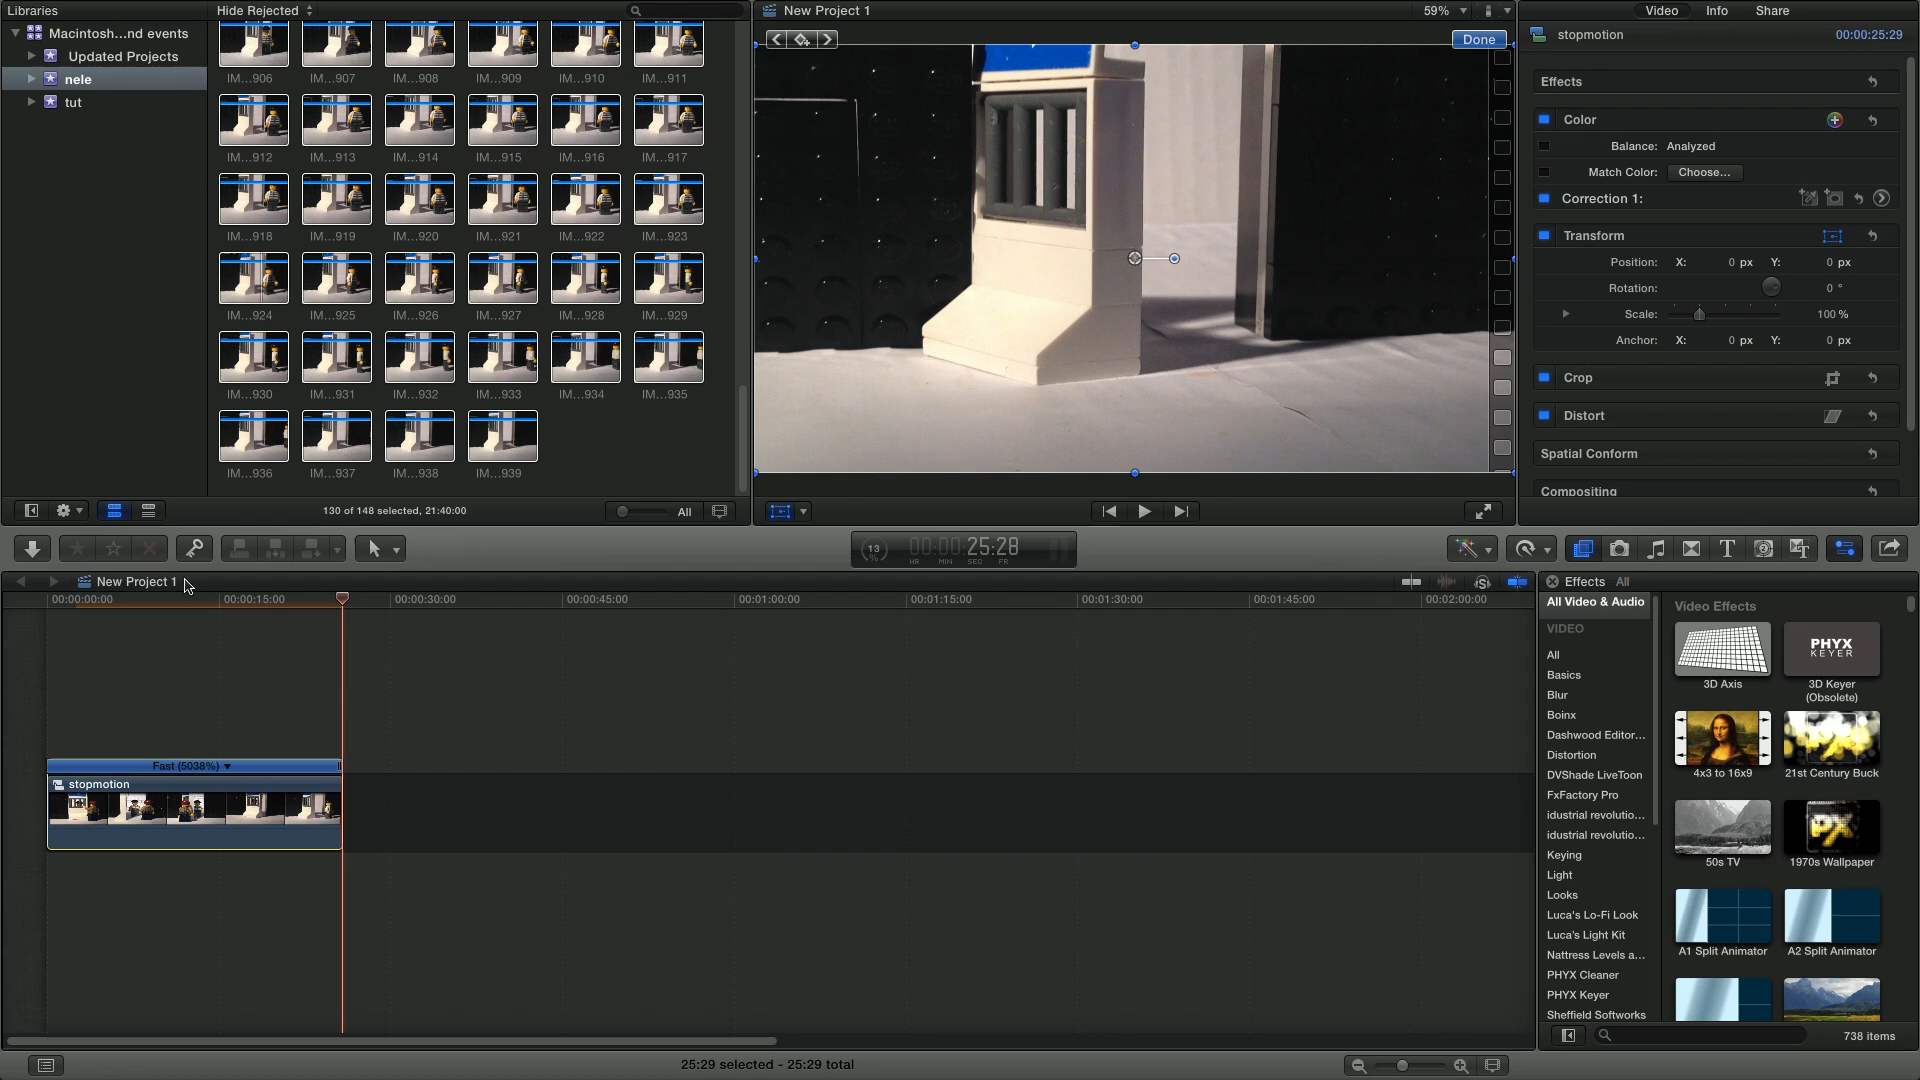 Libraries
Hide Rejected
New Project 1
59%
Video
Info
Share
Macintosh...nd events
Updated Projects
nele
tut
IM...906
IM...907
IM...908
IM...909
IM...910
IM...911
IM...912
IM...913
IM...914
IM...915
IM...916
IM...917
IM...918
IM...919
IM...920
IM...921
IM...922
IM...923
IM...924
IM...925
IM...926
IM...927
IM...928
IM...929
IM...930
IM...931
IM...932
IM...933
IM...934
IM...935
IM...936
IM...937
IM...938
IM...939
130 of 148 selected, 21:40:00
All
Done
stopmotion
00:00:25:29
Effects
Color
Balance: Analyzed
Match Color: Choose...
Correction 1:
Transform
Position: X: 0 px Y: 0 px
Rotation: 0 °
Scale: 100 %
Anchor: X: 0 px Y: 0 px
Crop
Distort
Spatial Conform
Compositing
13
00:00:25:28
HR MIN SEC FR
New Project 1
00:00:00:00
00:00:15:00
00:00:30:00
00:00:45:00
00:01:00:00
00:01:15:00
00:01:30:00
00:01:45:00
00:02:00:00
Fast (5038%)
stopmotion
25:29 selected - 25:29 total
Effects All
All Video & Audio
VIDEO
All
Basics
Blur
Boinx
Dashwood Editor...
Distortion
DVShade LiveToon
FxFactory Pro
idustrial revolutio...
idustrial revolutio...
Keying
Light
Looks
Luca's Lo-Fi Look
Luca's Light Kit
Nattress Levels a...
PHYX Cleaner
PHYX Keyer
Sheffield Softworks
Video Effects
PHYX
KEYER
3D Axis
3D Keyer
(Obsolete)
4x3 to 16x9
21st Century Buck
PX
50s TV
1970s Wallpaper
A1 Split Animator
A2 Split Animator
738 items